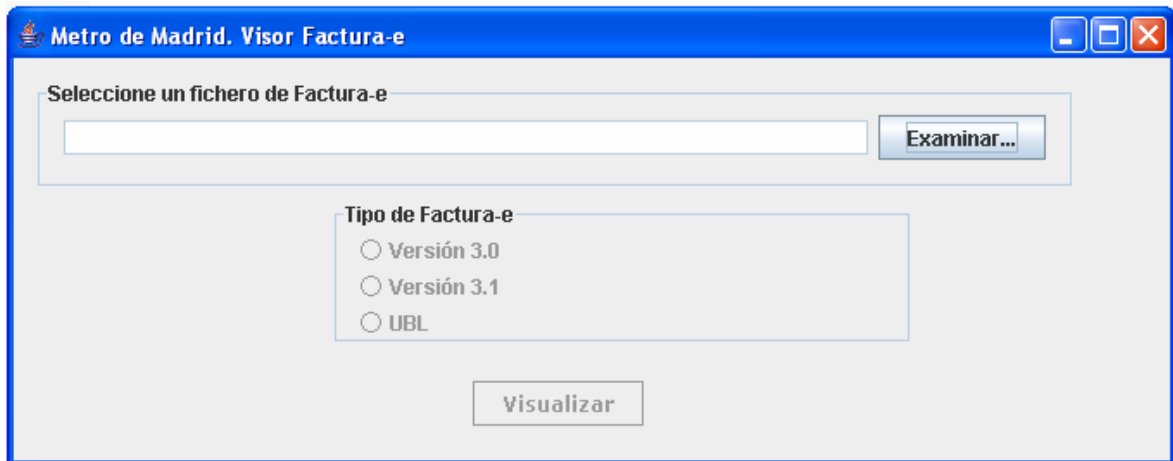 Metro de Madrid. Visor Factura-e
Seleccione un fichero de Factura-e
Examinar...
Tipo de Factura-e
Versión 3.0
Versión 3.1
UBL
Visualizar